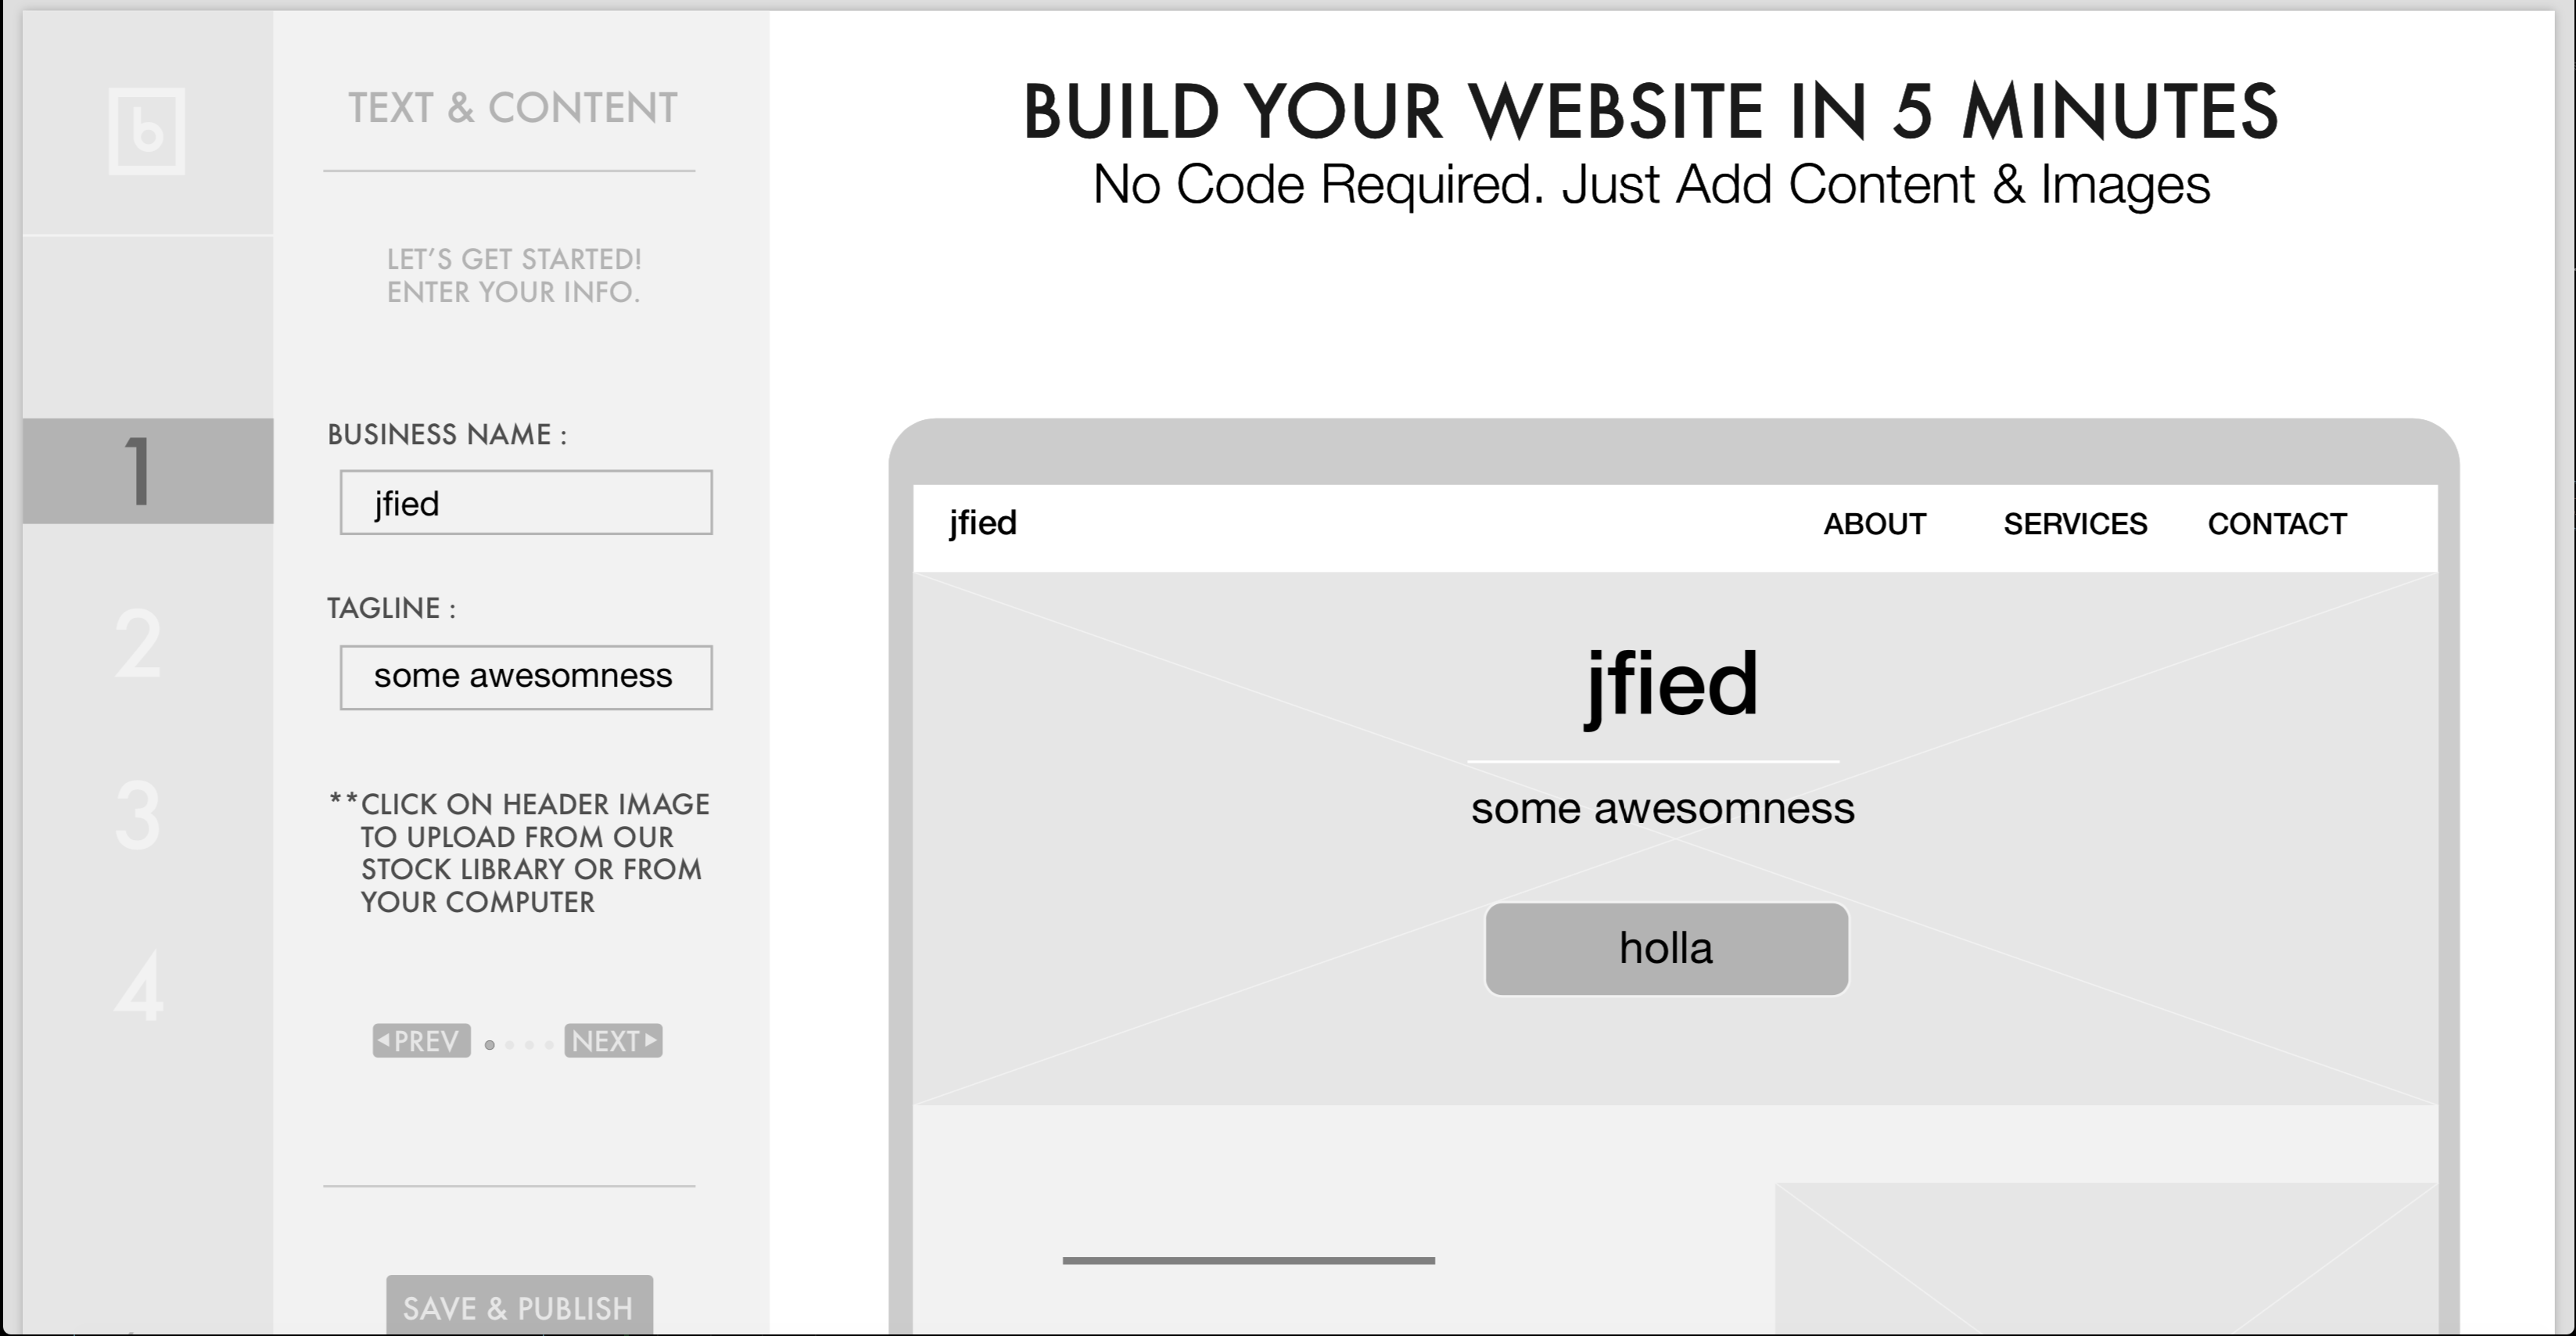 b
TEXT & CONTENT
LET’S GET STARTED!
ENTER YOUR INFO.
1
2
3
4
BUSINESS NAME :
jfied
TAGLINE :
some awesomness
**CLICK ON HEADER IMAGE
TO UPLOAD FROM OUR
STOCK LIBRARY OR FROM
YOUR COMPUTER
PREV
NEXT
SAVE & PUBLISH
BUILD YOUR WEBSITE IN 5 MINUTES
No Code Required. Just Add Content & Images
jfied
ABOUT SERVICES CONTACT
jfied
some awesomness
holla